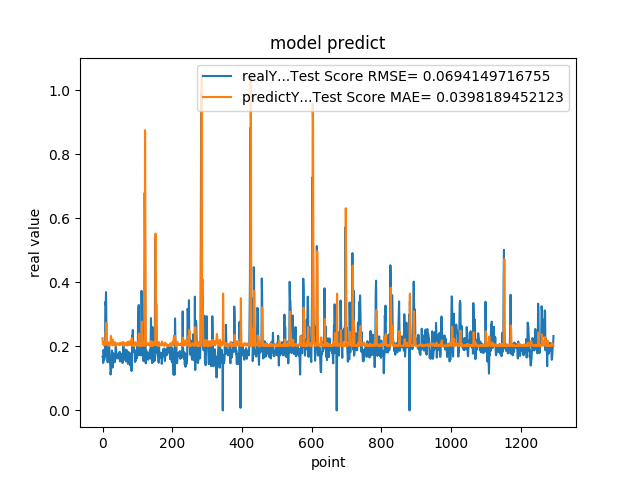 model predict
realY...Test Score RMSE= 0.0694149716755
predictY...Test Score MAE= 0.0398189452123
real value
1.0
0.8
0.6
0.4
0.2
0.0
0 200 400 600 800 1000 1200
point